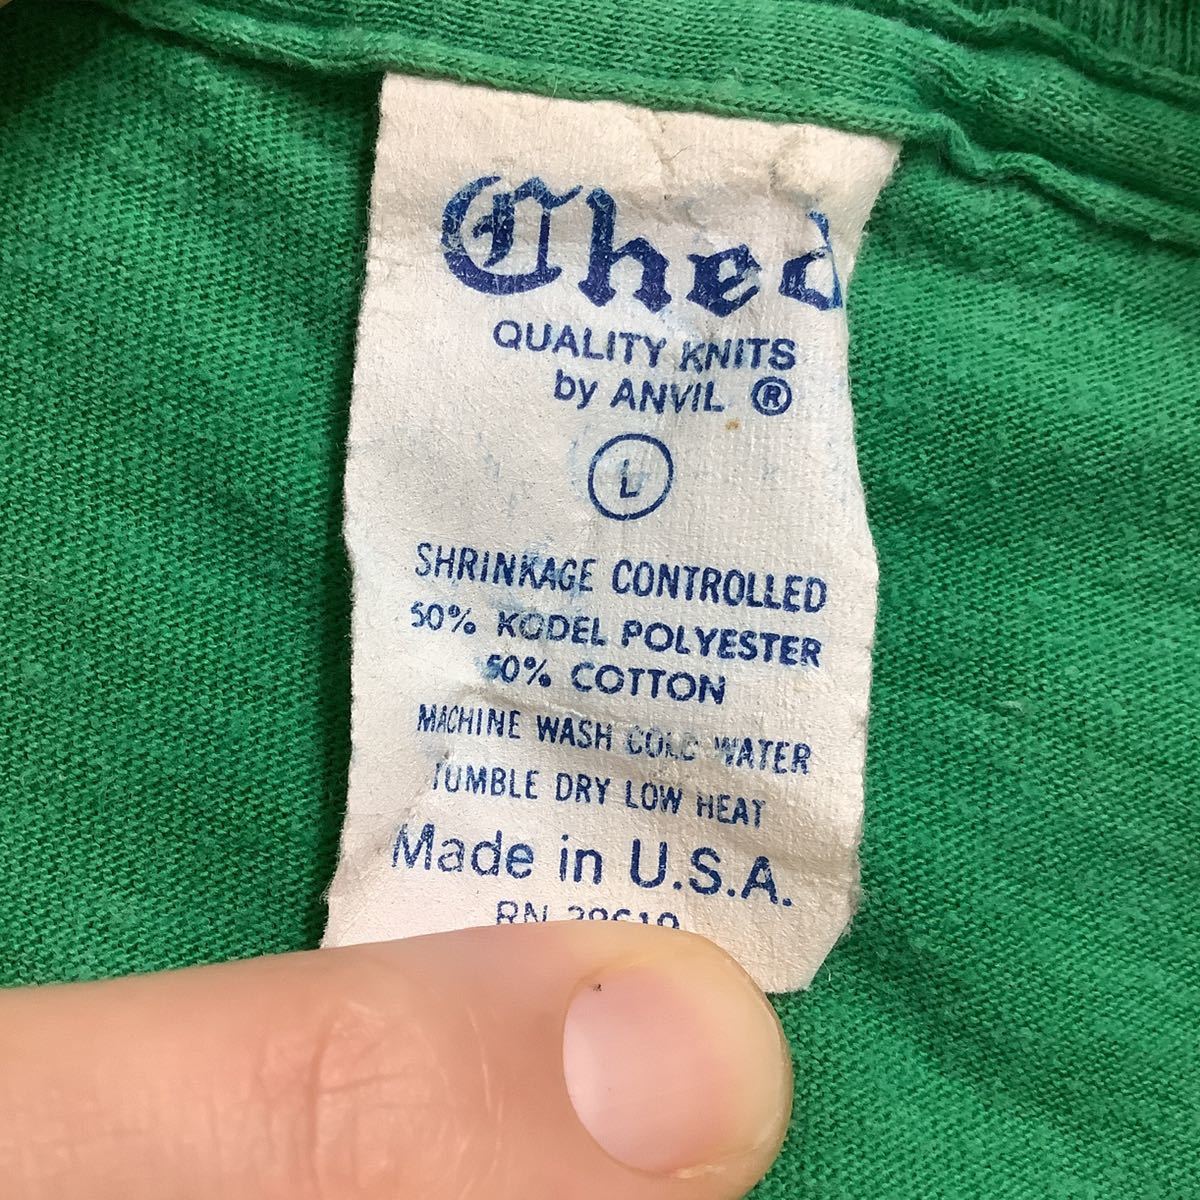 Ched
QUALITY KNITS
by ANVIL ®
L
SHRINKAGE CONTROLLED
50% KODEL POLYESTER
50% COTTON
MACHINE WASH COLD WATER
TUMBLE DRY LOW HEAT
Made in U.S.A.
RN